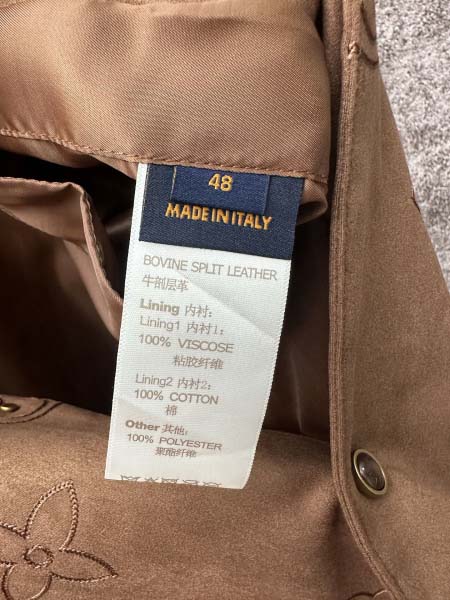 48
MADE IN ITALY
BOVINE SPLIT LEATHER
牛剖层革
Lining 内衬:
Lining1 内衬1:
100% VISCOSE
粘胶纤维
Lining2 内衬2:
100% COTTON
棉
Other 其他:
100% POLYESTER
聚酯纤维